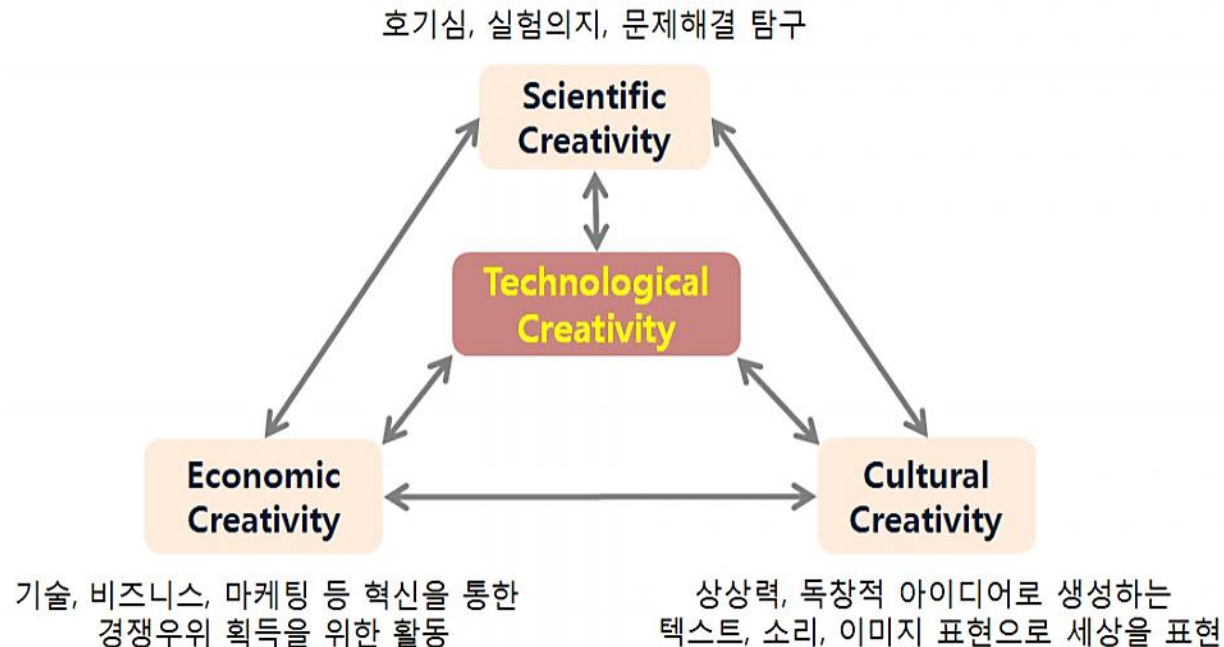 호기심, 실험의지, 문제해결 탐구
Scientific
Creativity
Technological
Creativity
Economic
Creativity
Cultural
Creativity
기술, 비즈니스, 마케팅 등 혁신을 통한
경쟁우위 획득을 위한 활동
상상력, 독창적 아이디어로 생성하는
텍스트, 소리, 이미지 표현으로 세상을 표현